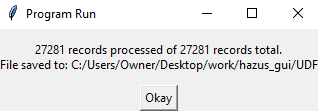 Program Run
27281 records processed of 27281 records total.
File saved to: C:/Users/Owner/Desktop/work/hazus_gui/UDF
Okay